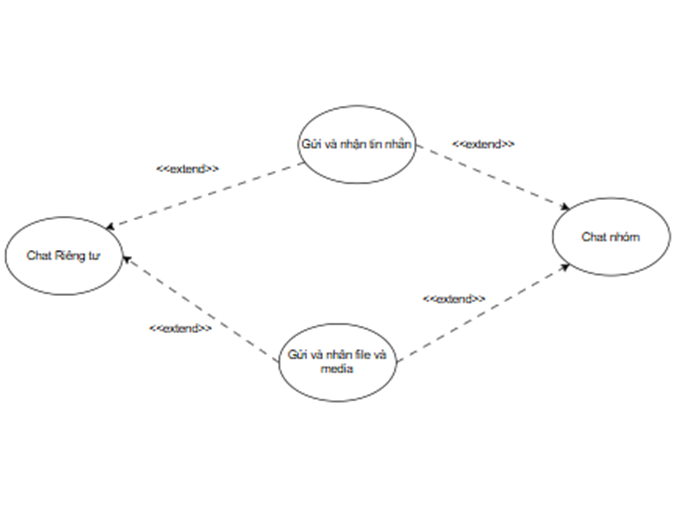 Gửi và nhận tin nhắn
<<extend>>
<<extend>>
Chat Riêng tư
Chat nhóm
<<extend>>
<<extend>>
Gửi và nhân file và
media